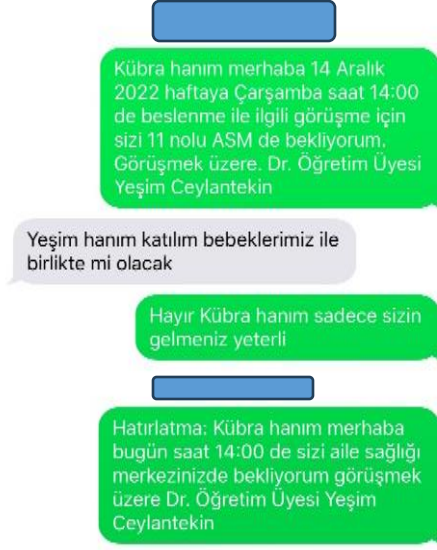 Kübra hanım merhaba 14 Aralık
2022 haftaya Çarşamba saat 14:00
de beslenme ile ilgili görüşme için
sizi 11 nolu ASM de bekliyorum.
Görüşmek üzere. Dr. Öğretim Üyesi
Yeşim Ceylantekin
Yeşim hanım katılım bebeklerimiz ile
birlikte mi olacak
Hayır Kübra hanım sadece sizin
gelmeniz yeterli
Hatırlatma: Kübra hanım merhaba
bugün saat 14:00 de sizi aile sağlığı
merkezinizde bekliyorum görüşmek
üzere Dr. Öğretim Üyesi Yeşim
Ceylantekin